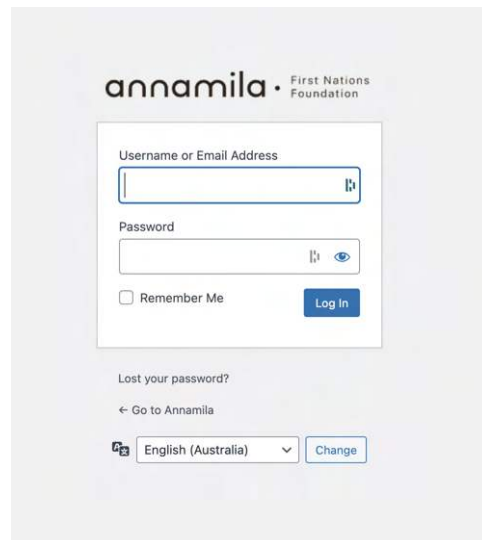 annamila · First Nations
Foundation
Username or Email Address
Password
Remember Me
Log In
Lost your password?
← Go to Annamila
English (Australia)
Change